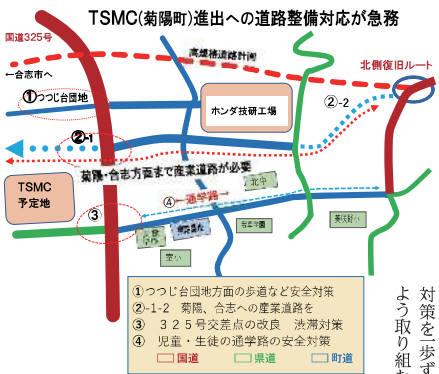 TSMC(菊陽町)進出への道路整備対応が急務
国道325号
高規格道路計画
北側復旧ルート
←合志市へ
①つつじ台団地
ホンダ技研工場
②-2
②-1
菊陽・合志方面まで産業道路が必要
TSMC
予定地
④←通学路→
北中
③
室小
①つつじ台団地方面の歩道など安全対策
②-1-2 菊陽、合志への産業道路を
③ 325号交差点の改良 渋滞対策
④ 児童・生徒の通学路の安全対策
国道
県道
町道
対策を一歩ず
よう取り組む